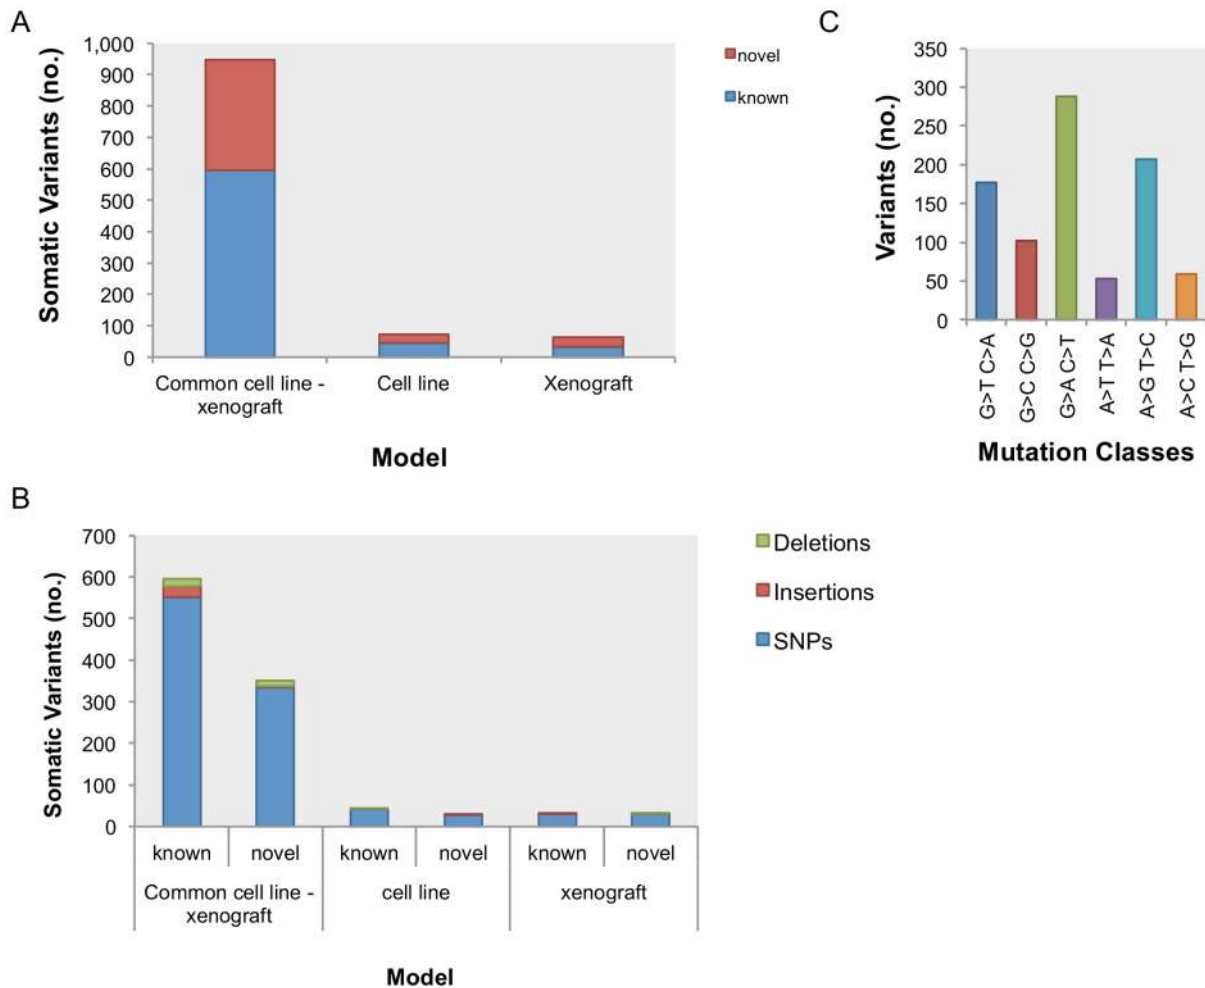 A
Somatic Variants (no.)
1,000
900
800
700
600
500
400
300
200
100
0
Common cell line -
xenograft
Cell line
Xenograft
Model
novel
known
C
Variants (no.)
350
300
250
200
150
100
50
0
G>T C>A
G>C C>G
G>A C>T
A>T T>A
A>G T>C
A>C T>G
Mutation Classes
B
Somatic Variants (no.)
700
600
500
400
300
200
100
0
known
novel
known
novel
known
novel
Common cell line -
xenograft
cell line
xenograft
Model
Deletions
Insertions
SNPs